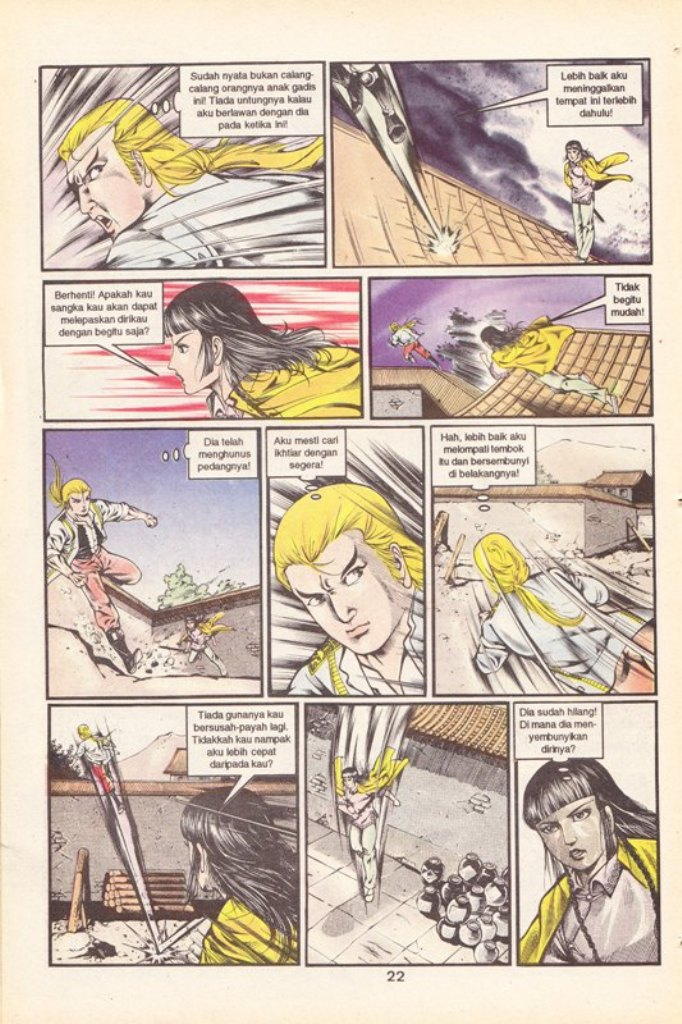 Sudah nyata bukan calang-
calang orangnya anak gadis
ini! Tiada untungnya kalau
aku berlawan dengan dia
pada ketika ini!
Lebih baik aku
meninggalkan
tempat ini terlebih
dahulu!
Berhenti! Apakah kau
sangka kau akan dapat
melepaskan dirikau
dengan begitu saja?
Tidak
begitu
mudah!
Dia telah
menghunus
pedangnya!
Aku mesti cari
ikhtiar dengan
segera!
Hah, lebih baik aku
melompati tembok
itu dan bersembunyi
di belakangnya!
Tiada gunanya kau
bersusah-payah lagi.
Tidakkah kau nampak
aku lebih cepat
daripada kau?
Dia sudah hilang!
Di mana dia men-
yembunyikan
dirinya?
22